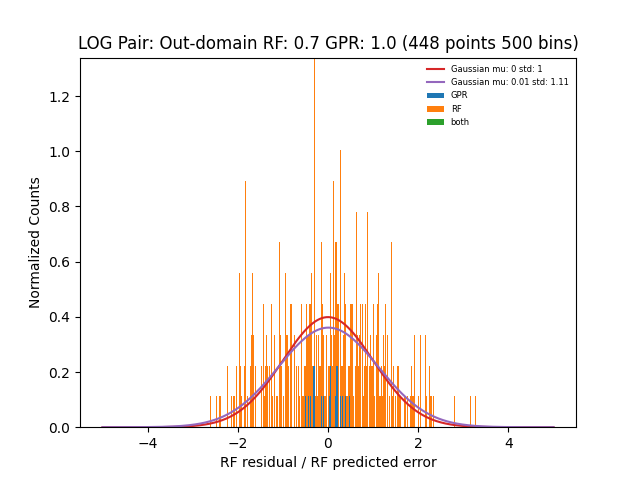 LOG Pair: Out-domain RF: 0.7 GPR: 1.0 (448 points 500 bins)
Gaussian mu: 0 std: 1
Gaussian mu: 0.01 std: 1.11
GPR
RF
both
Normalized Counts
1.2
1.0
0.8
0.6
0.4
0.2
0.0
−4 −2 0 2 4
RF residual / RF predicted error